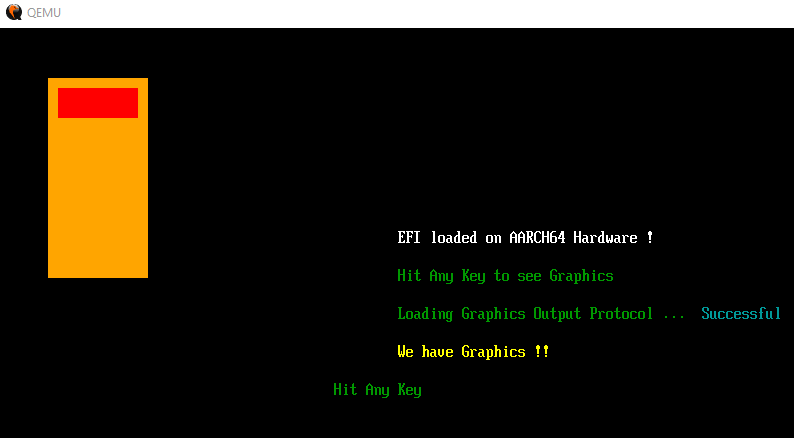 QEMU
EFI loaded on AARCH64 Hardware !
Hit Any Key to see Graphics
Loading Graphics Output Protocol ... Successful
We have Graphics !!
Hit Any Key